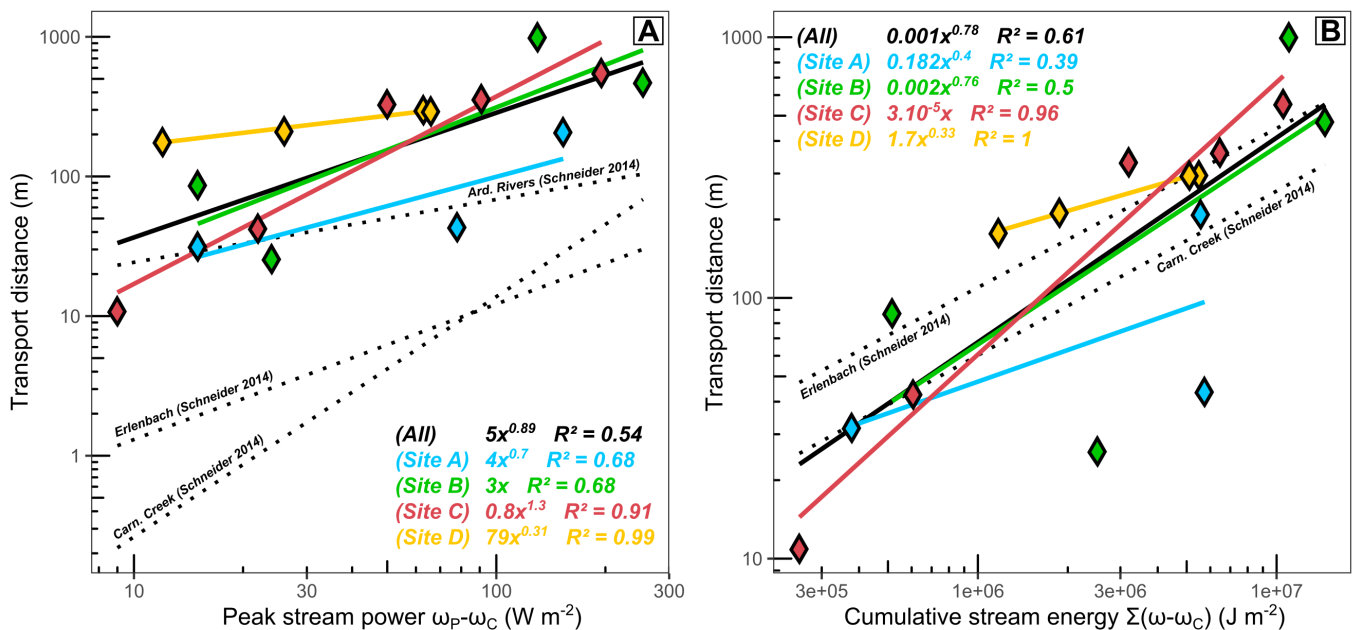 A
1000
100
10
1
Transport distance (m)
Ard. Rivers (Schneider 2014)
Erlenbach (Schneider 2014)
Carn. Creek (Schneider 2014)
(All) 5x^0.89 R² = 0.54
(Site A) 4x^0.7 R² = 0.68
(Site B) 3x R² = 0.68
(Site C) 0.8x^1.3 R² = 0.91
(Site D) 79x^0.31 R² = 0.99
10 30 100 300
Peak stream power ω_P-ω_C (W m^-2)
B
(All) 0.001x^0.78 R² = 0.61
(Site A) 0.182x^0.4 R² = 0.39
(Site B) 0.002x^0.76 R² = 0.5
(Site C) 3.10^-5x R² = 0.96
(Site D) 1.7x^0.33 R² = 1
1000
100
10
Transport distance (m)
Carn. Creek (Schneider 2014)
Erlenbach (Schneider 2014)
3e+05 1e+06 3e+06 1e+07
Cumulative stream energy Σ(ω-ω_C) (J m^-2)